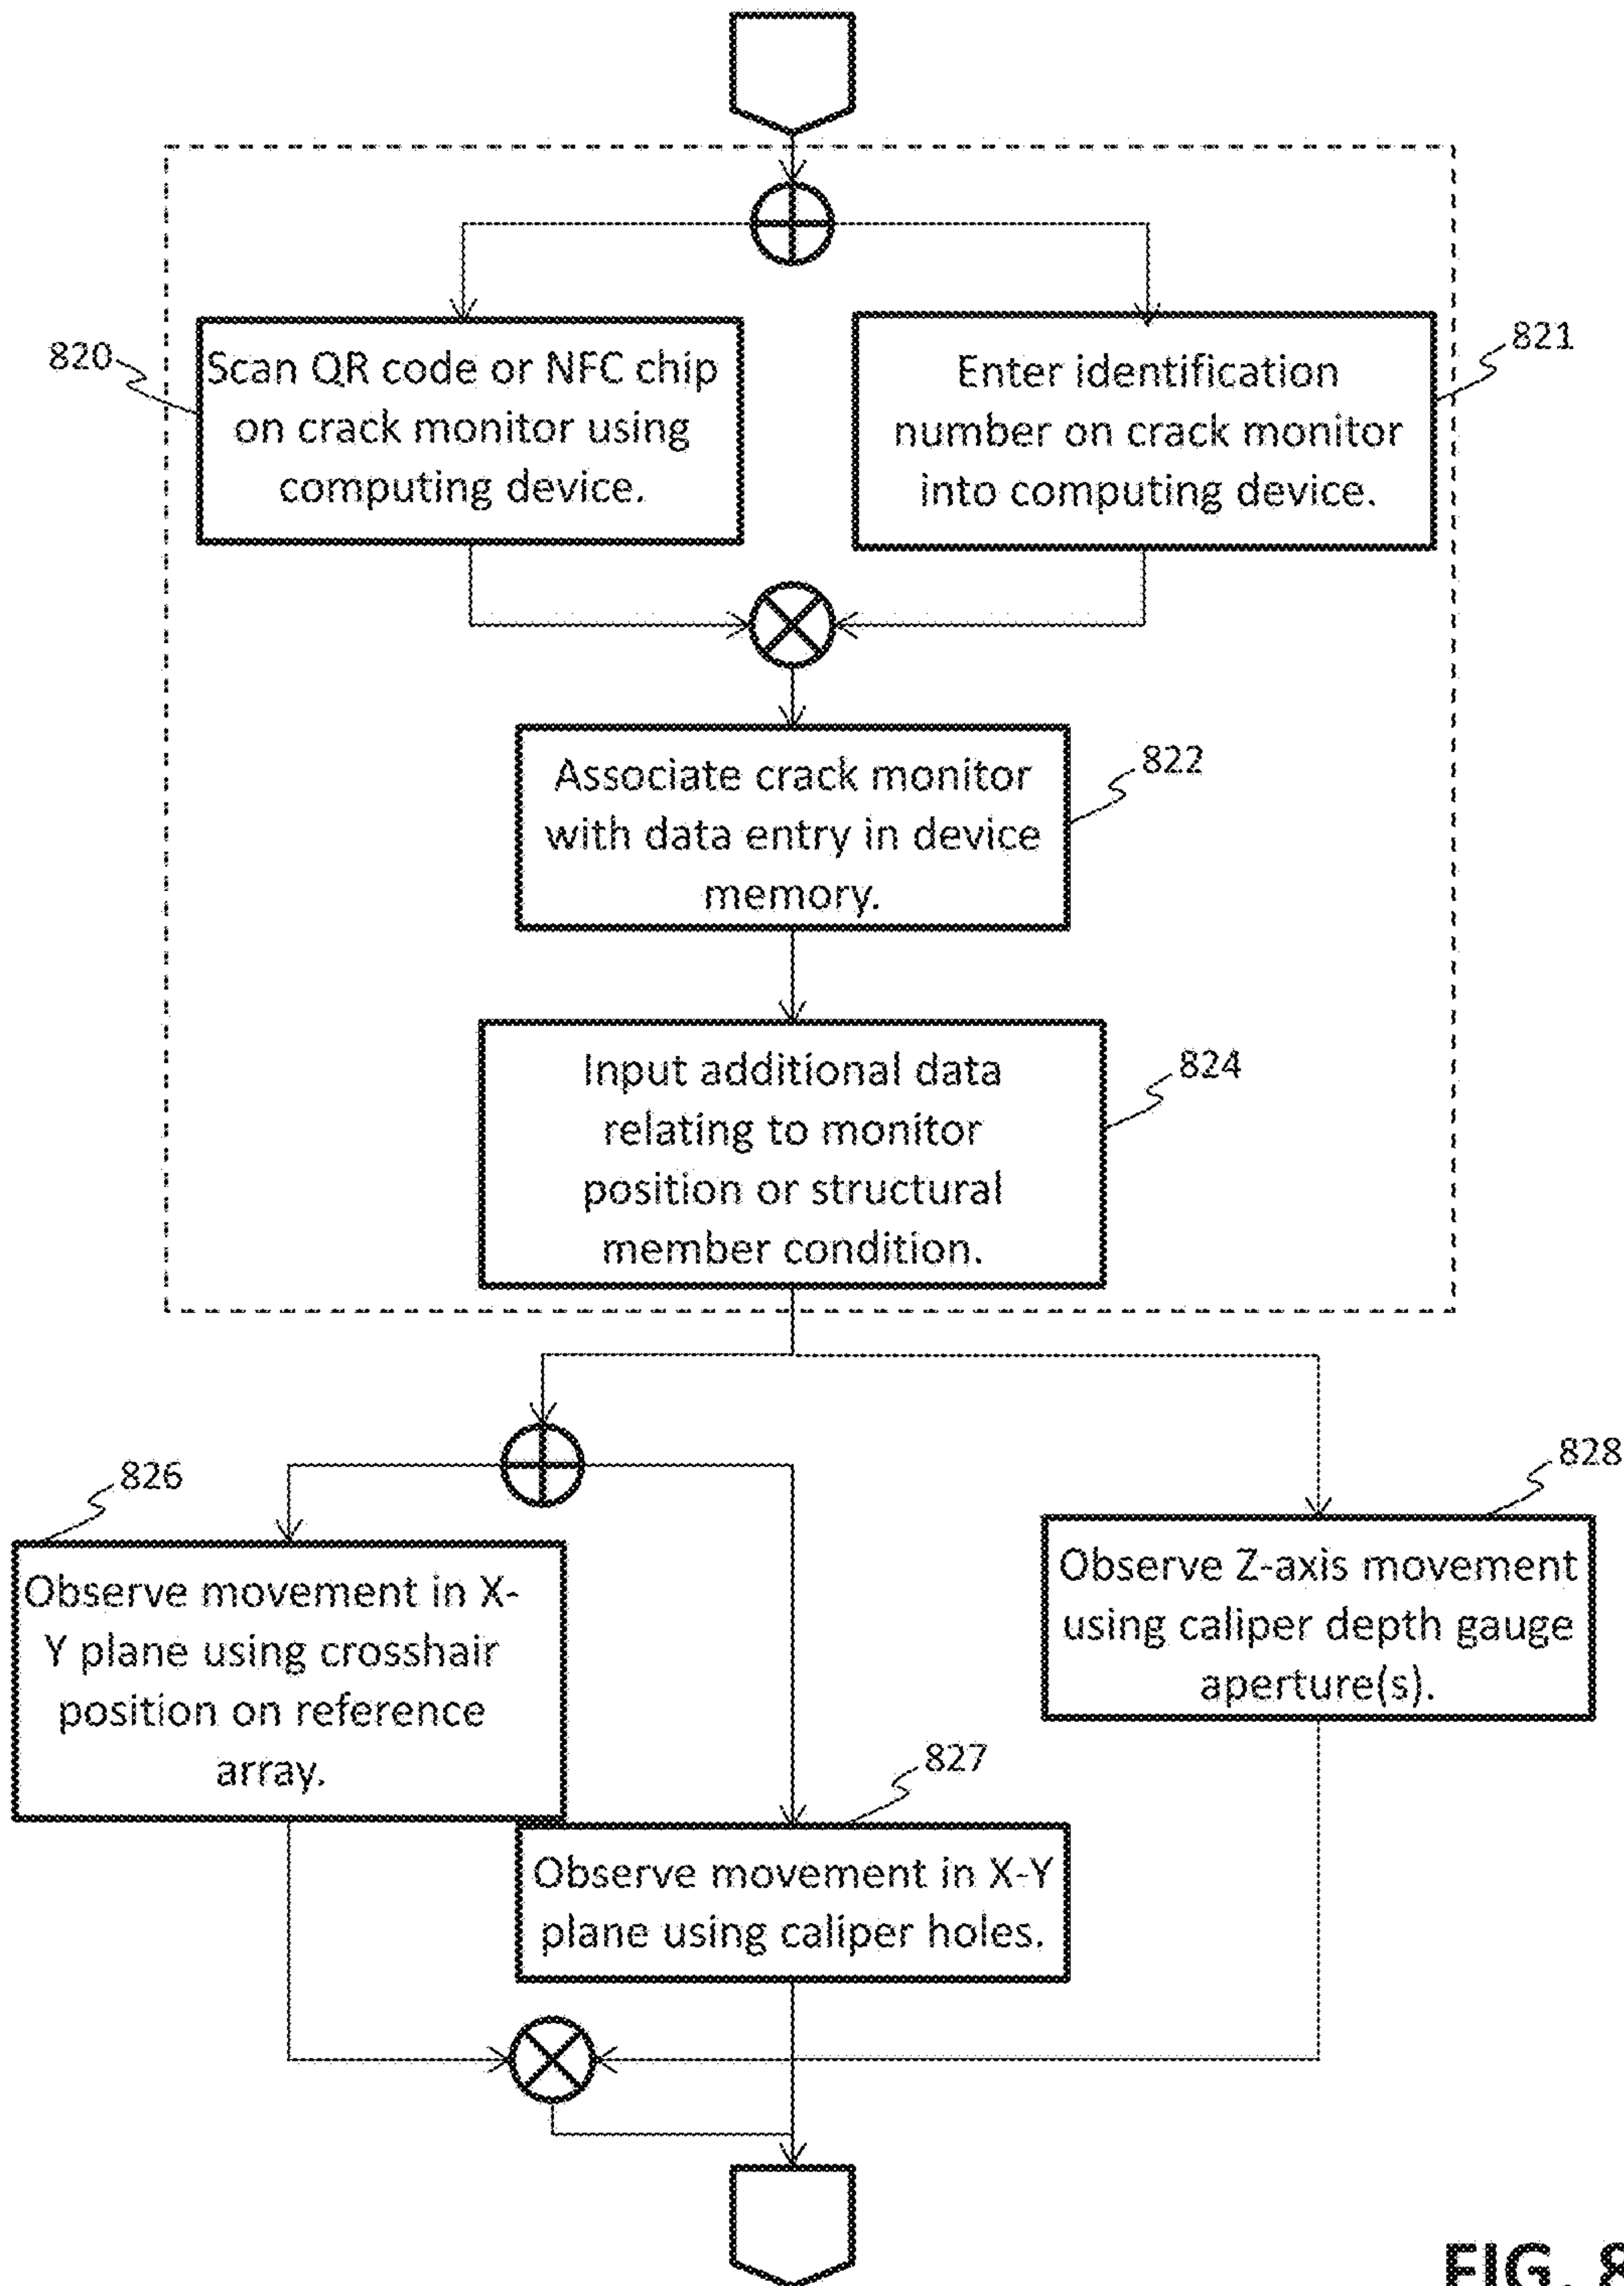 820
Scan QR code or NFC chip
on crack monitor using
computing device.
821
Enter identification
number on crack monitor
into computing device.
822
Associate crack monitor
with data entry in device
memory.
824
Input additional data
relating to monitor
position or structural
member condition.
826
Observe movement in X-
Y plane using crosshair
position on reference
array.
828
Observe Z-axis movement
using caliper depth gauge
aperture(s).
827
Observe movement in X-Y
plane using caliper holes.
FIG. 8